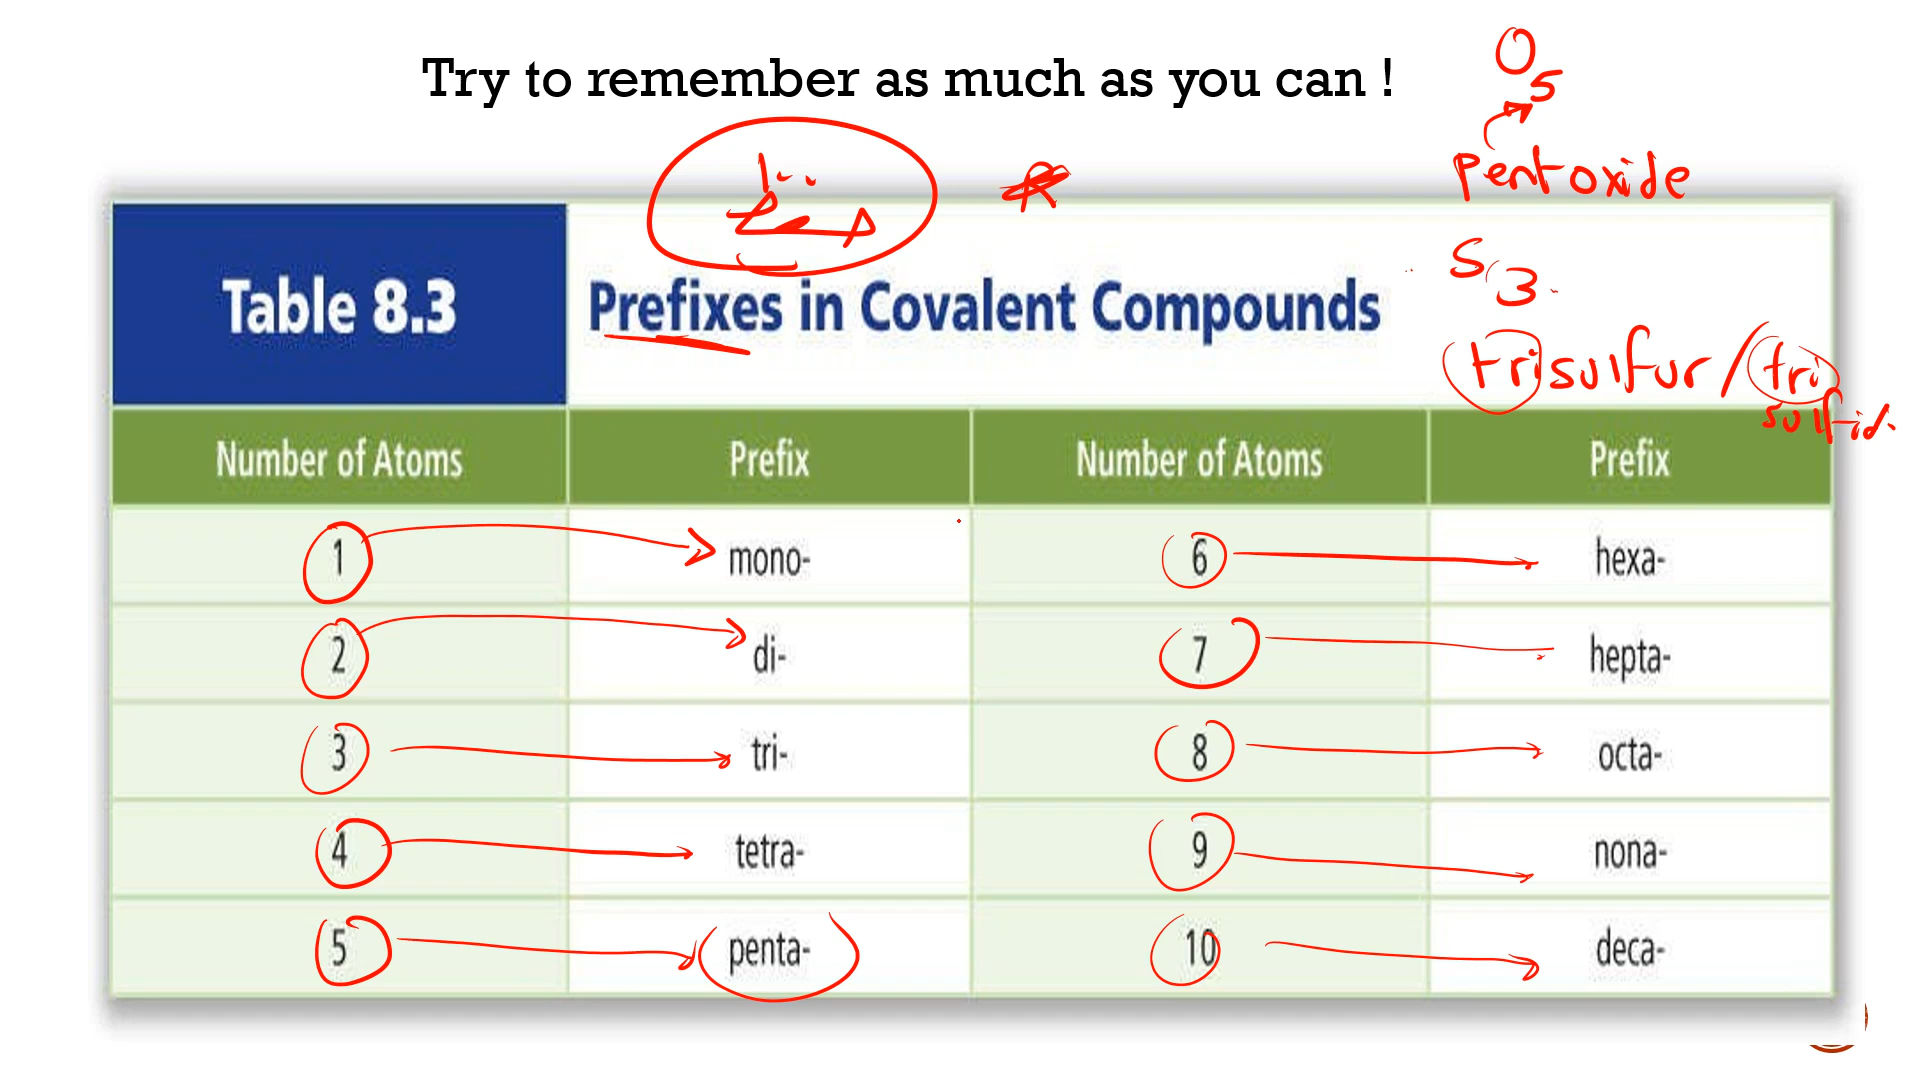 Try to remember as much as you can !
O5
Pentoxide
S 3
trisulfur / tri
sulfid.
Table 8.3
Prefixes in Covalent Compounds
Number of Atoms Prefix Number of Atoms Prefix
1 mono- 6 hexa-
2 di- 7 hepta-
3 tri- 8 octa-
4 tetra- 9 nona-
5 penta- 10 deca-